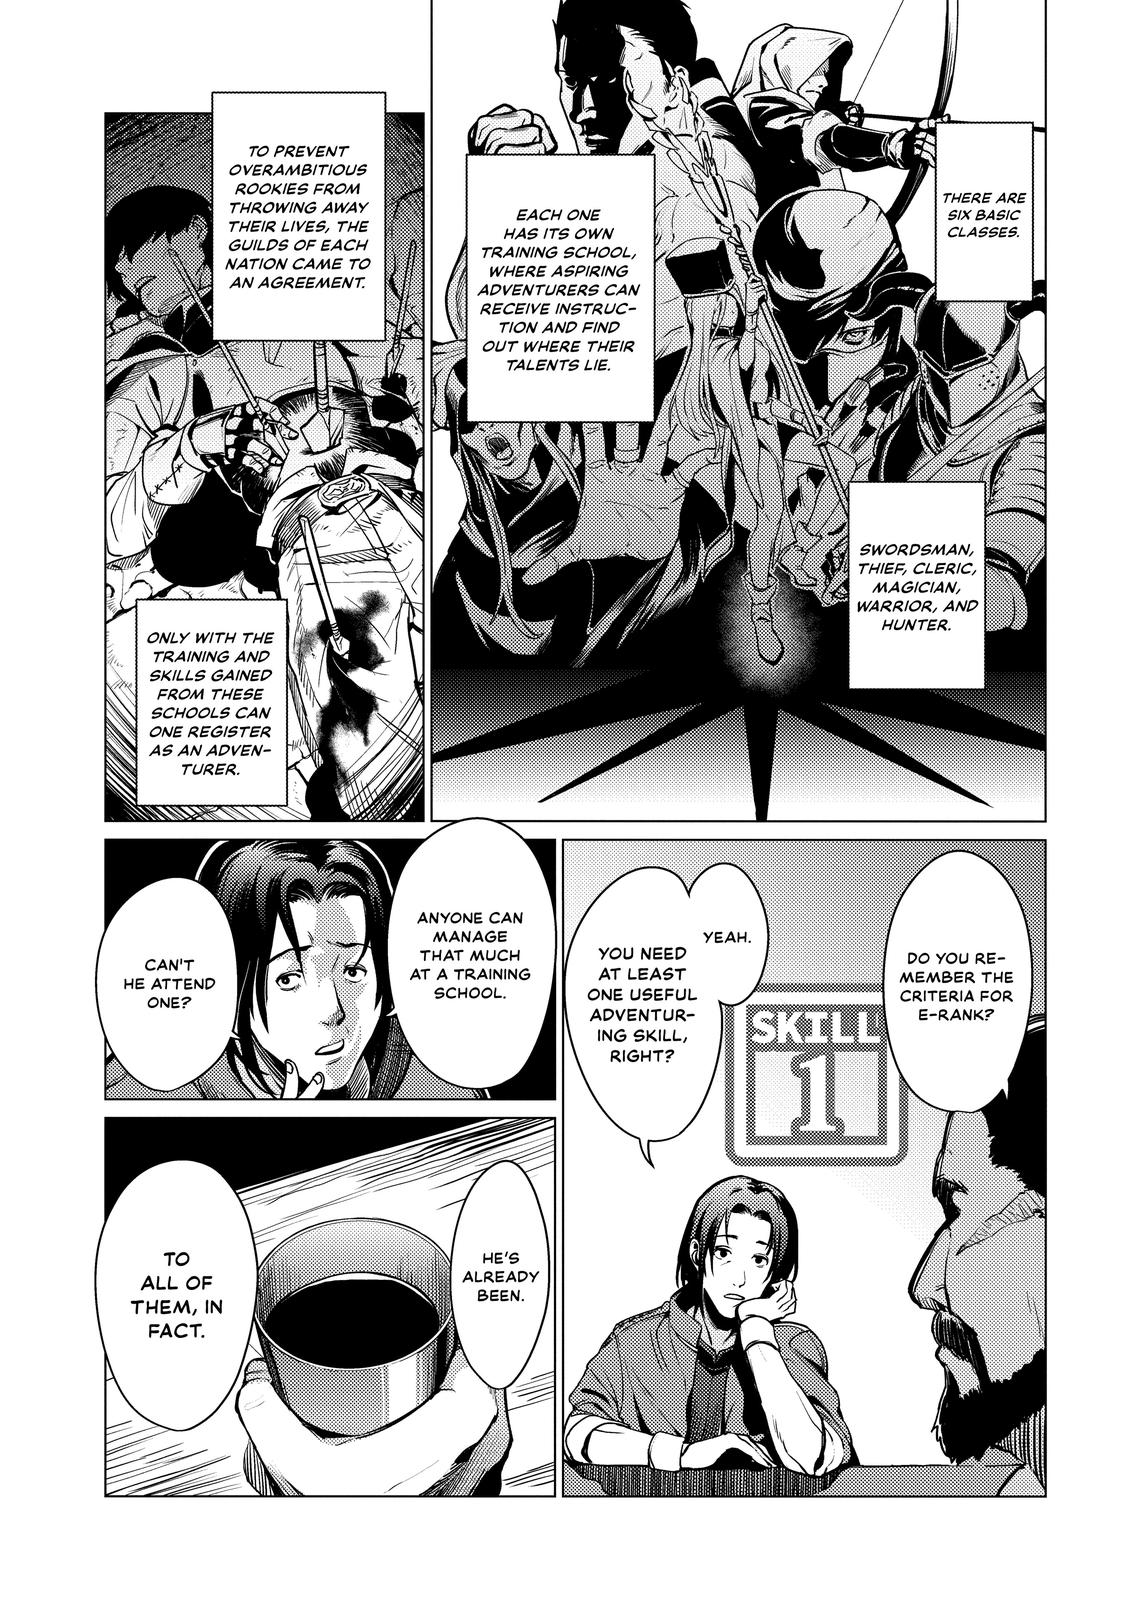 THERE ARE
SIX BASIC
CLASSES.
SWORDSMAN,
THIEF, CLERIC,
MAGICIAN,
WARRIOR, AND
HUNTER.
EACH ONE
HAS ITS OWN
TRAINING SCHOOL,
WHERE ASPIRING
ADVENTURERS CAN
RECEIVE INSTRUC-
TION AND FIND
OUT WHERE THEIR
TALENTS LIE.
TO PREVENT
OVERAMBITIOUS
ROOKIES FROM
THROWING AWAY
THEIR LIVES, THE
GUILDS OF EACH
NATION CAME TO
AN AGREEMENT.
ONLY WITH THE
TRAINING AND
SKILLS GAINED
FROM THESE
SCHOOLS CAN
ONE REGISTER
AS AN ADVEN-
TURER.
DO YOU RE-
MEMBER THE
CRITERIA FOR
E-RANK?
YEAH.
YOU NEED
AT LEAST
ONE USEFUL
ADVENTUR-
ING SKILL,
RIGHT?
SKILL
1
ANYONE CAN
MANAGE
THAT MUCH
AT A TRAINING
SCHOOL.
CAN'T
HE ATTEND
ONE?
HE'S
ALREADY
BEEN.
TO
ALL OF
THEM, IN
FACT.